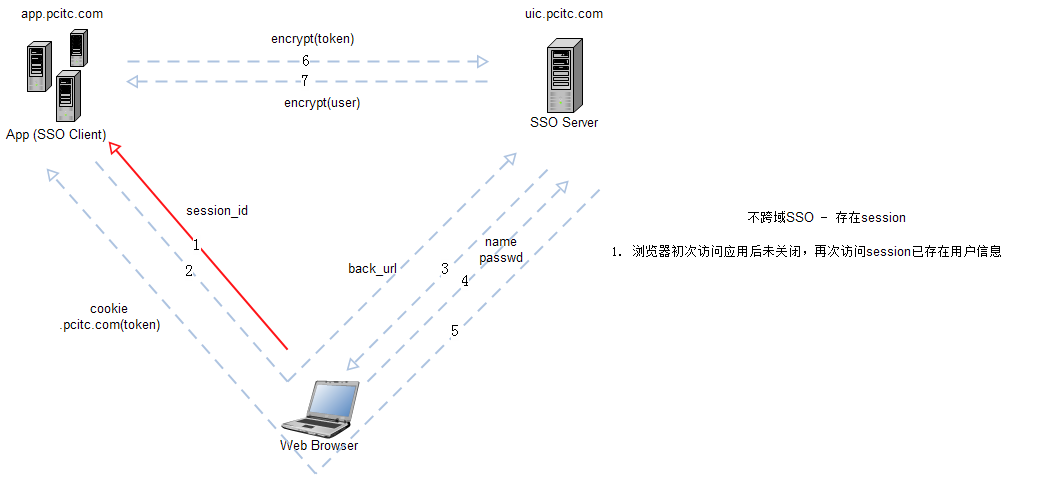 app.pcitc.com
uic.pcitc.com
encrypt(token)
6
7
encrypt(user)
SSO Server
App (SSO Client)
session_id
1
2
name
passwd
back_url
3
4
5
cookie
.pcitc.com(token)
Web Browser
不跨域SSO - 存在session
1. 浏览器初次访问应用后未关闭，再次访问session已存在用户信息